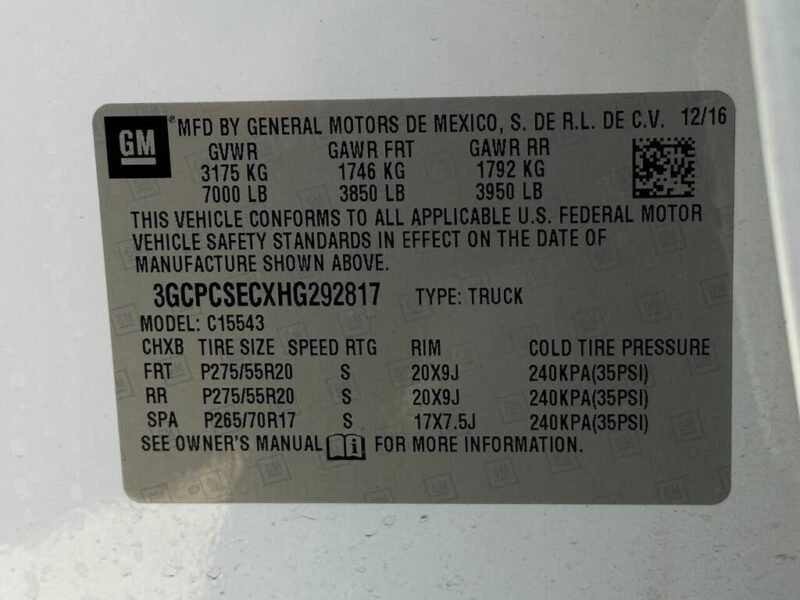 GM ® MFD BY GENERAL MOTORS DE MEXICO, S. DE R.L. DE C.V. 12/16
GVWR GAWR FRT GAWR RR
3175 KG 1746 KG 1792 KG
7000 LB 3850 LB 3950 LB
THIS VEHICLE CONFORMS TO ALL APPLICABLE U.S. FEDERAL MOTOR
VEHICLE SAFETY STANDARDS IN EFFECT ON THE DATE OF
MANUFACTURE SHOWN ABOVE.
3GCPCSECXHG292817 TYPE: TRUCK
MODEL: C15543
CHXB TIRE SIZE SPEED RTG RIM COLD TIRE PRESSURE
FRT P275/55R20 S 20X9J 240KPA(35PSI)
RR P275/55R20 S 20X9J 240KPA(35PSI)
SPA P265/70R17 S 17X7.5J 240KPA(35PSI)
SEE OWNER'S MANUAL i FOR MORE INFORMATION.